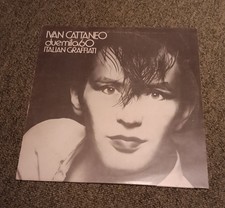 IVAN CATTANEO
duemila60
ITALIAN GRAFFIATI